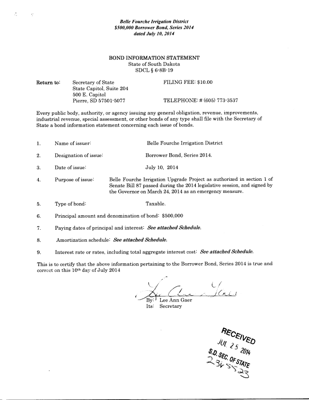 Belle Fourche Irrigation District
$500,000 Borrower Bond, Series 2014
dated July 10, 2014
BOND INFORMATION STATEMENT
State of South Dakota
SDCL § 6-8B-19
Return to: Secretary of State FILING FEE: $10.00
State Capitol, Suite 204
500 E. Capitol
Pierre, SD 57501-5077 TELEPHONE: # (605) 773-3537
Every public body, authority, or agency issuing any general obligation, revenue, improvements,
industrial revenue, special assessment, or other bonds of any type shall file with the Secretary of
State a bond information statement concerning each issue of bonds.
1. Name of issuer: Belle Fourche Irrigation District
2. Designation of issue: Borrower Bond, Series 2014.
3. Date of issue: July 10, 2014
4. Purpose of issue: Belle Fourche Irrigation Upgrade Project as authorized in section 1 of
Senate Bill 87 passed during the 2014 legislative session, and signed by
the Governor on March 24, 2014 as an emergency measure.
5. Type of bond: Taxable.
6. Principal amount and denomination of bond: $500,000
7. Paying dates of principal and interest: See attached Schedule.
8. Amortization schedule: See attached Schedule.
9. Interest rate or rates, including total aggregate interest cost: See attached Schedule.
This is to certify that the above information pertaining to the Borrower Bond, Series 2014 is true and
correct on this 10th day of July 2014
By: Lee Ann Gaer
Its: Secretary
RECEIVED
JUL 23 2014
S.D. SEC. OF STATE